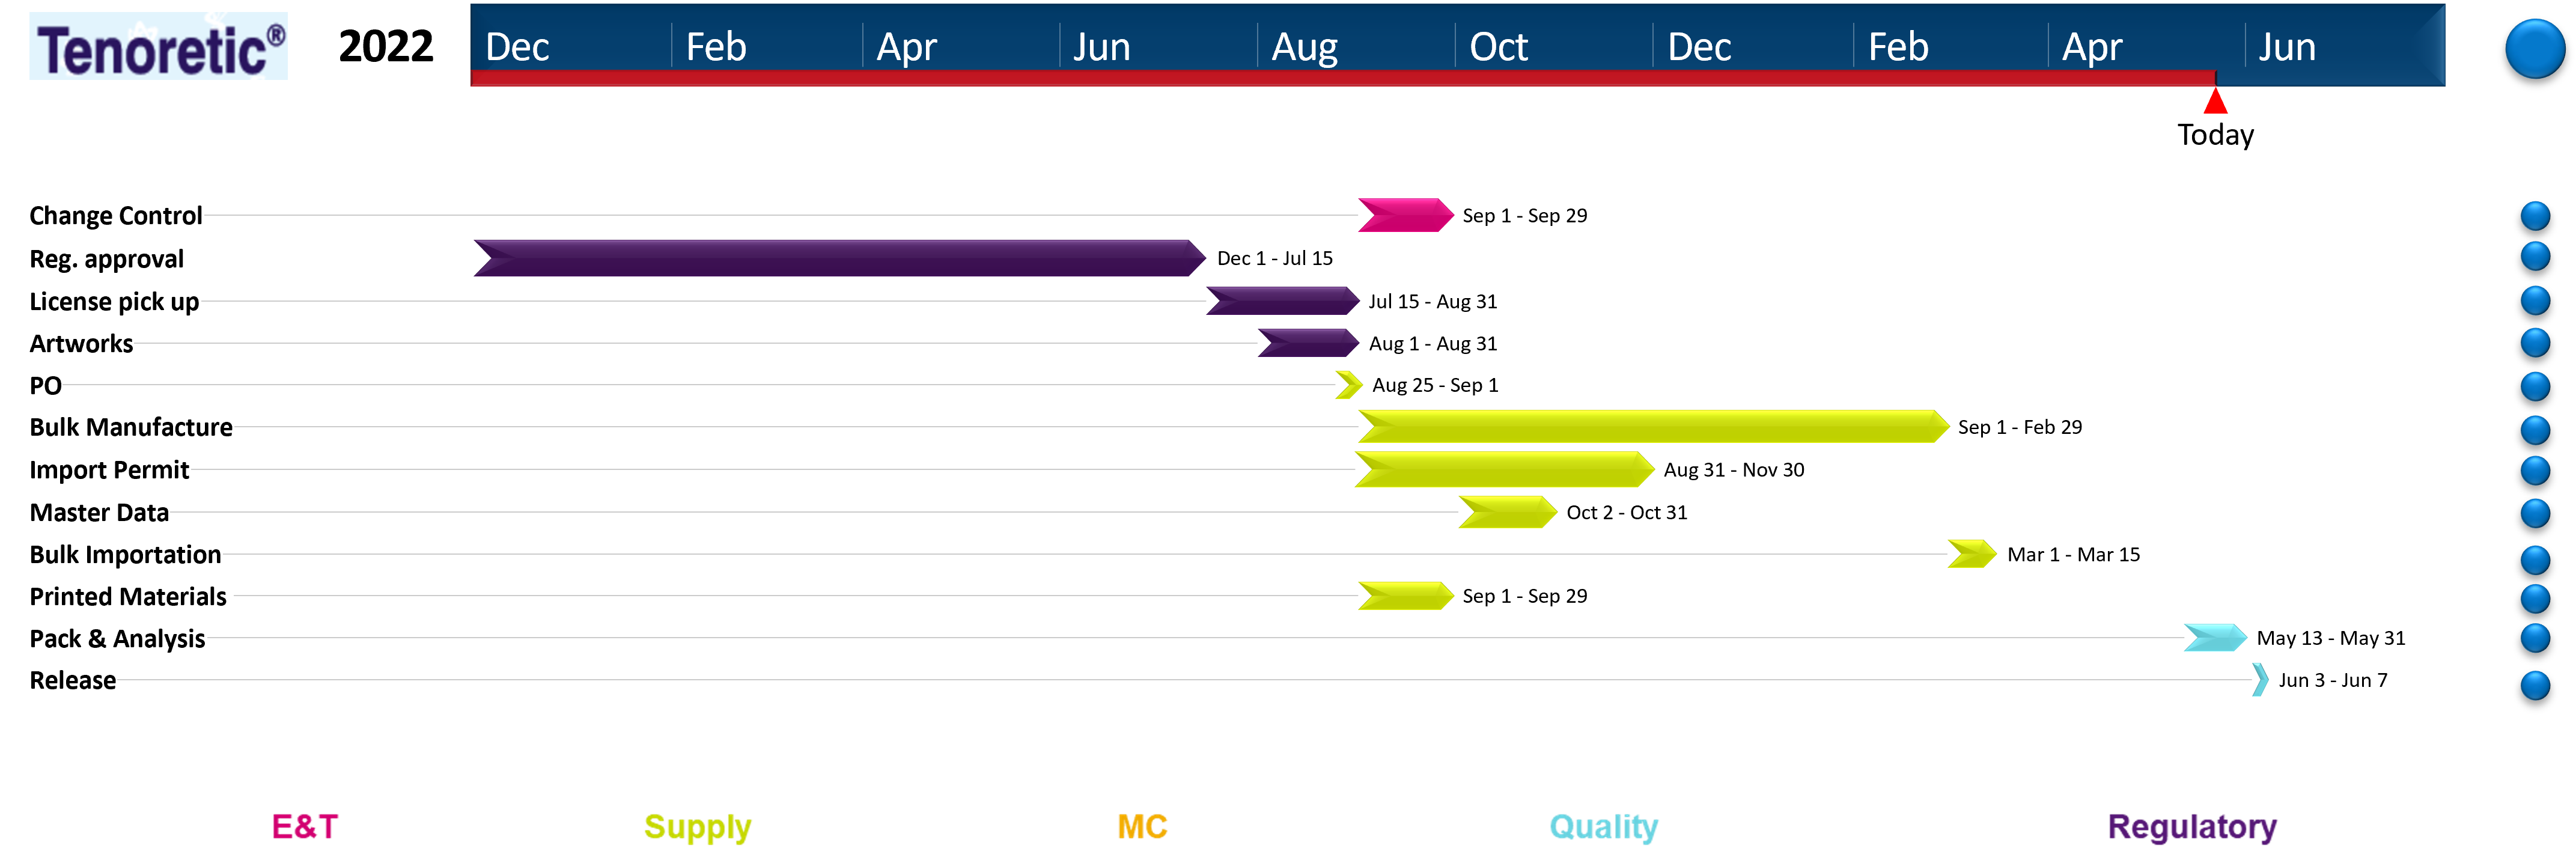 Tenoretic® 2022 Dec Feb Apr Jun Aug Oct Dec Feb Apr Jun
Today
Change Control Sep 1 - Sep 29
Reg. approval Dec 1 - Jul 15
License pick up Jul 15 - Aug 31
Artworks Aug 1 - Aug 31
PO Aug 25 - Sep 1
Bulk Manufacture Sep 1 - Feb 29
Import Permit Aug 31 - Nov 30
Master Data Oct 2 - Oct 31
Bulk Importation Mar 1 - Mar 15
Printed Materials Sep 1 - Sep 29
Pack & Analysis May 13 - May 31
Release Jun 3 - Jun 7
E&T Supply MC Quality Regulatory